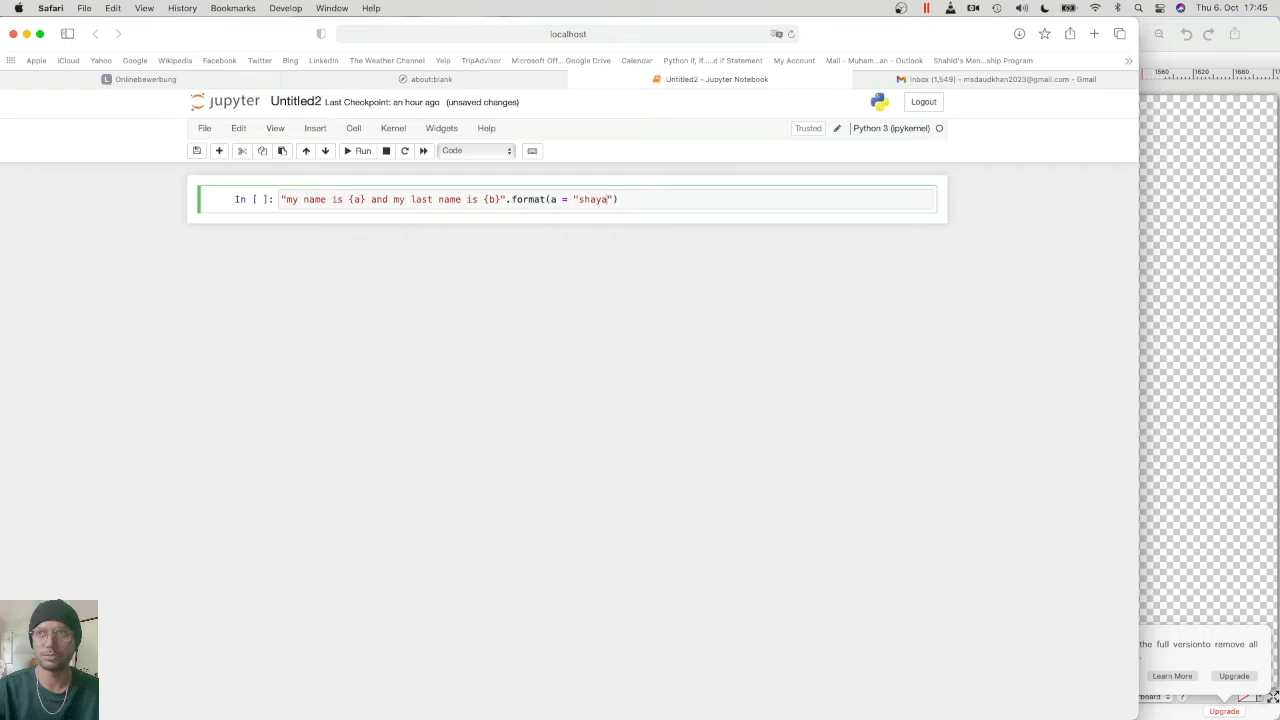 Safari File Edit View History Bookmarks Develop Window Help Thu 6. Oct 17:45
localhost
Apple iCloud Yahoo Google Wikipedia Facebook Twitter Bing LinkedIn The Weather Channel Yelp TripAdvisor Microsoft Off... Google Drive Calendar Python if, if.....d if Statement My Account Mail - Muham...an - Outlook Shahid's Men...ship Program
L Onlinebewerbung about:blank Untitled2 - Jupyter Notebook Inbox (1,549) - msdaudkhan2023@gmail.com - Gmail
1560 1620 1680
jupyter Untitled2 Last Checkpoint: an hour ago (unsaved changes) Logout
File Edit View Insert Cell Kernel Widgets Help Trusted Python 3 (ipykernel)
Run Code
In [ ]: "my name is {a} and my last name is {b}".format(a = "shaya")
the full versionto remove all
Learn More Upgrade
board ?
Upgrade